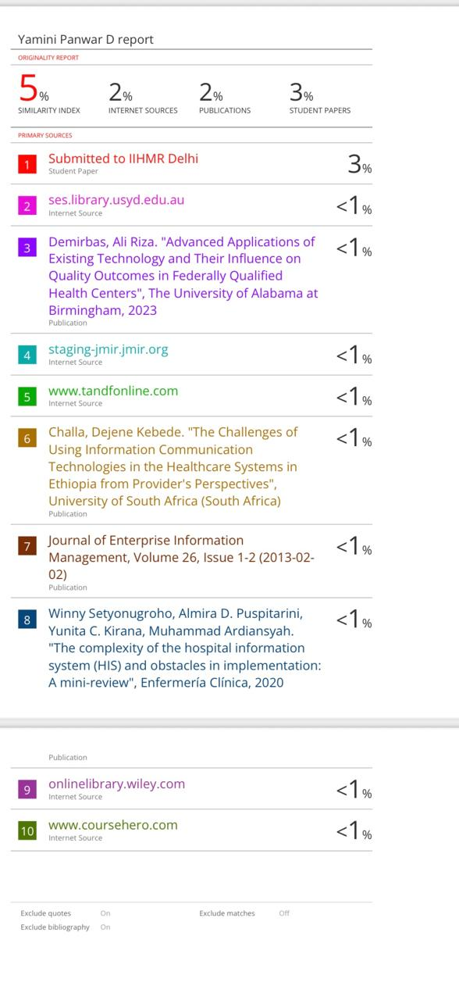 Yamini Panwar D report
ORIGINALITY REPORT
5% 2% 2% 3%
SIMILARITY INDEX INTERNET SOURCES PUBLICATIONS STUDENT PAPERS
PRIMARY SOURCES
1 Submitted to IIHMR Delhi 3%
Student Paper
2 ses.library.usyd.edu.au <1%
Internet Source
3 Demirbas, Ali Riza. "Advanced Applications of <1%
Existing Technology and Their Influence on
Quality Outcomes in Federally Qualified
Health Centers", The University of Alabama at
Birmingham, 2023
Publication
4 staging-jmir.jmir.org <1%
Internet Source
5 www.tandfonline.com <1%
Internet Source
6 Challa, Dejene Kebede. "The Challenges of <1%
Using Information Communication
Technologies in the Healthcare Systems in
Ethiopia from Provider's Perspectives",
University of South Africa (South Africa)
Publication
7 Journal of Enterprise Information <1%
Management, Volume 26, Issue 1-2 (2013-02-
02)
Publication
8 Winny Setyonugroho, Almira D. Puspitarini, <1%
Yunita C. Kirana, Muhammad Ardiansyah.
"The complexity of the hospital information
system (HIS) and obstacles in implementation:
A mini-review", Enfermería Clínica, 2020
Publication
9 onlinelibrary.wiley.com <1%
Internet Source
10 www.coursehero.com <1%
Internet Source
Exclude quotes On Exclude matches Off
Exclude bibliography On